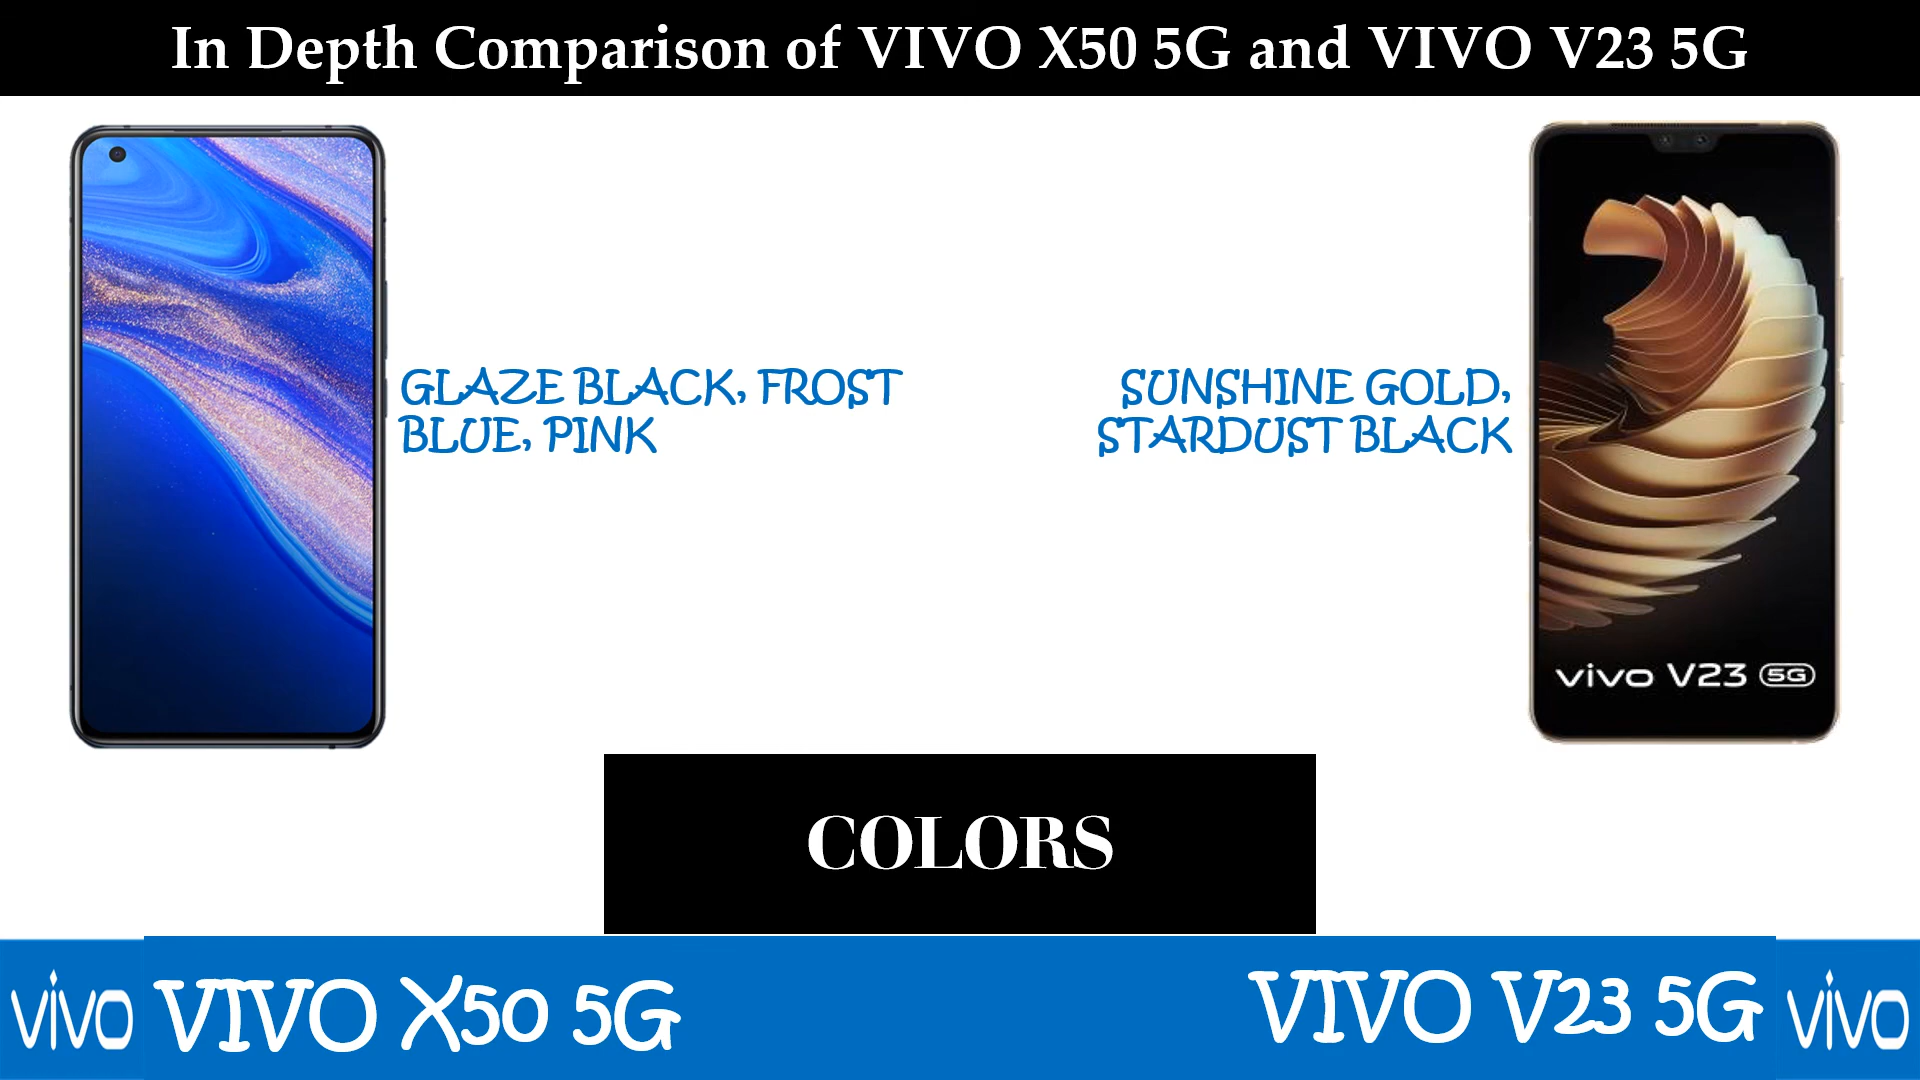 In Depth Comparison of VIVO X50 5G and VIVO V23 5G
GLAZE BLACK, FROST
BLUE, PINK
SUNSHINE GOLD,
STARDUST BLACK
vivo V23 5G
COLORS
vivo VIVO X50 5G
VIVO V23 5G vivo